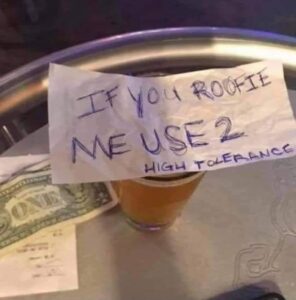 IF YOU ROOFIE
ME USE 2
HIGH TOLERANCE
ONE